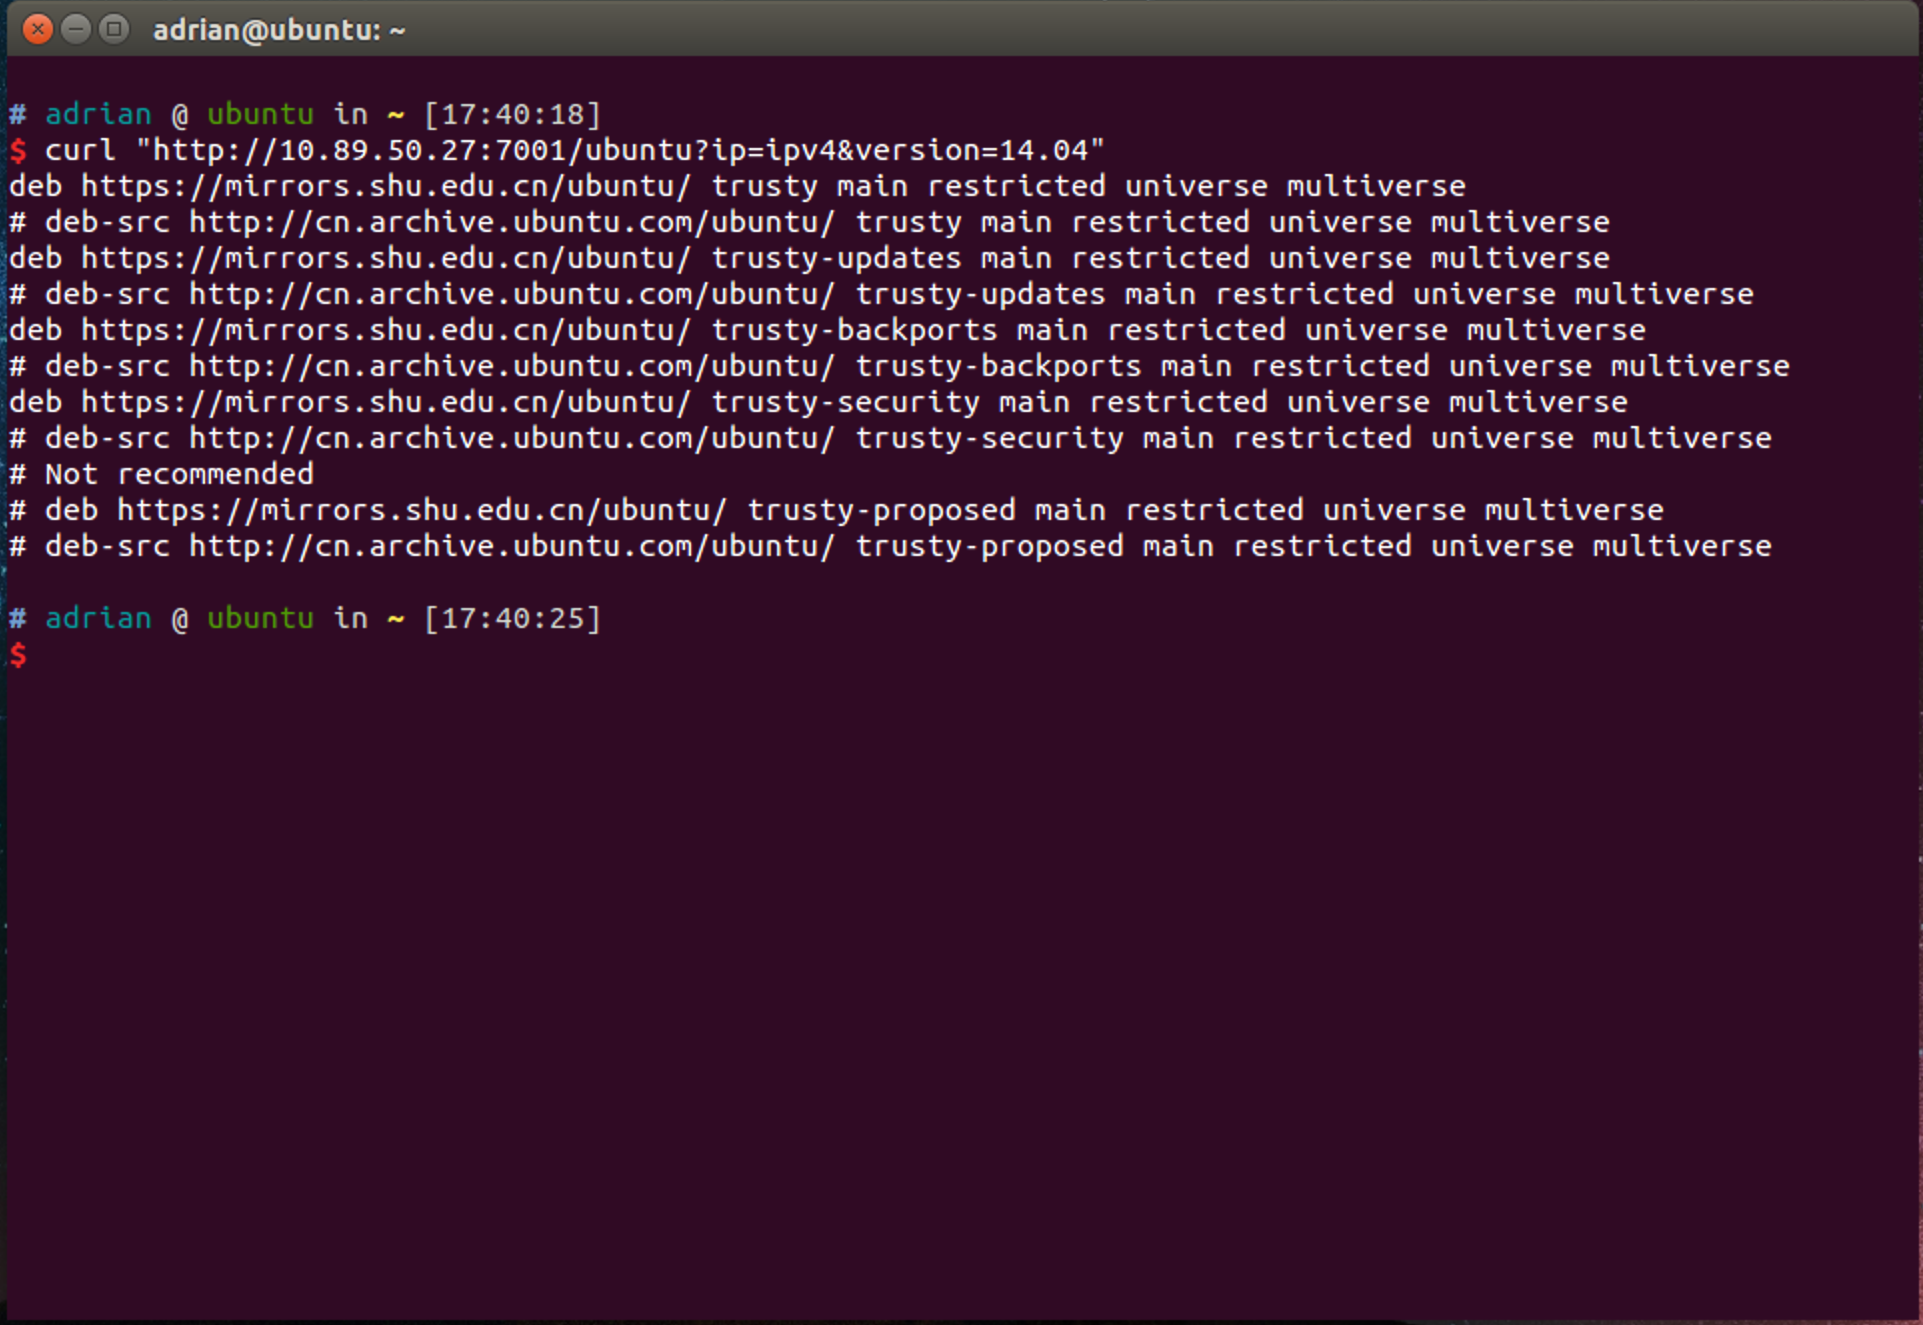 adrian@ubuntu: ~
# adrian @ ubuntu in ~ [17:40:18]
$ curl "http://10.89.50.27:7001/ubuntu?ip=ipv4&version=14.04"
deb https://mirrors.shu.edu.cn/ubuntu/ trusty main restricted universe multiverse
# deb-src http://cn.archive.ubuntu.com/ubuntu/ trusty main restricted universe multiverse
deb https://mirrors.shu.edu.cn/ubuntu/ trusty-updates main restricted universe multiverse
# deb-src http://cn.archive.ubuntu.com/ubuntu/ trusty-updates main restricted universe multiverse
deb https://mirrors.shu.edu.cn/ubuntu/ trusty-backports main restricted universe multiverse
# deb-src http://cn.archive.ubuntu.com/ubuntu/ trusty-backports main restricted universe multiverse
deb https://mirrors.shu.edu.cn/ubuntu/ trusty-security main restricted universe multiverse
# deb-src http://cn.archive.ubuntu.com/ubuntu/ trusty-security main restricted universe multiverse
# Not recommended
# deb https://mirrors.shu.edu.cn/ubuntu/ trusty-proposed main restricted universe multiverse
# deb-src http://cn.archive.ubuntu.com/ubuntu/ trusty-proposed main restricted universe multiverse
# adrian @ ubuntu in ~ [17:40:25]
$